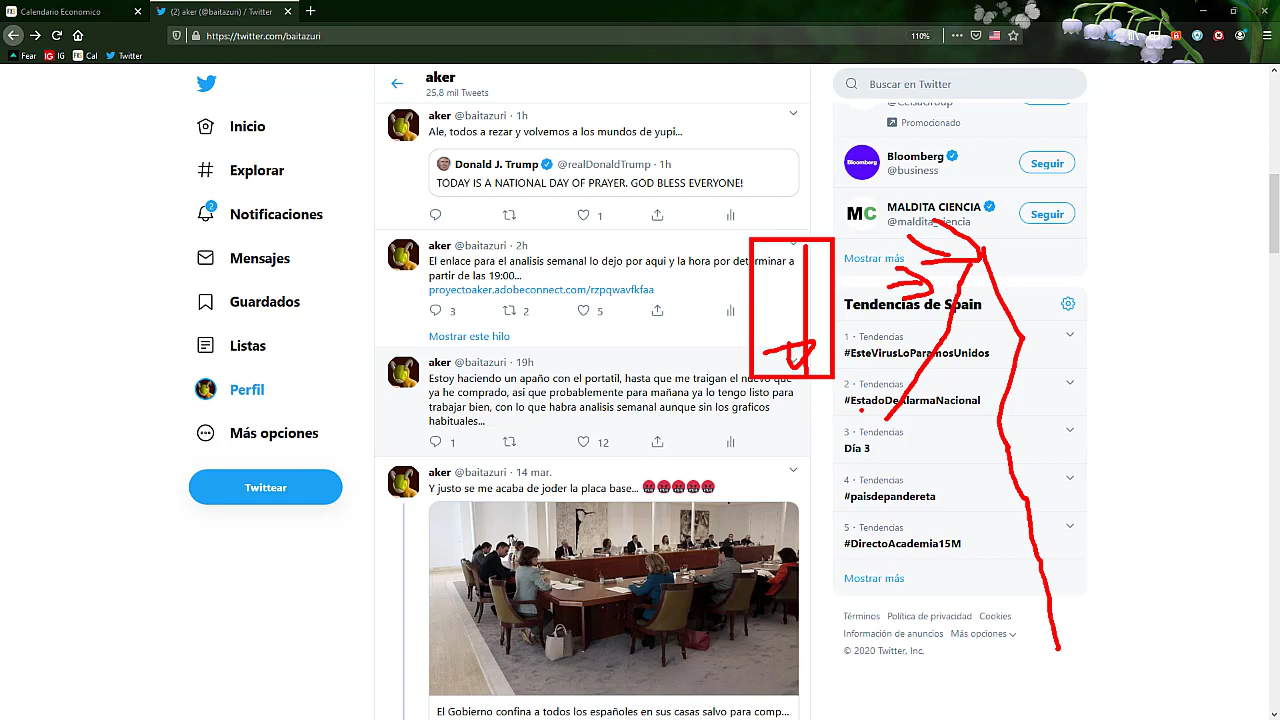 Calendario Economico
(2) aker (@baitazuri) / Twitter
https://twitter.com/baitazuri
110%
Fear
IG IG
Cal
Twitter
Inicio
Explorar
2
Notificaciones
Mensajes
Guardados
Listas
Perfil
Más opciones
Twittear
aker
25,8 mil Tweets
aker @baitazuri · 1h
Ale, todos a rezar y volvemos a los mundos de yupi...
Donald J. Trump @realDonaldTrump · 1h
TODAY IS A NATIONAL DAY OF PRAYER. GOD BLESS EVERYONE!
1
aker @baitazuri · 2h
El enlace para el analisis semanal lo dejo por aqui y la hora por determinar a
partir de las 19:00...
proyectoaker.adobeconnect.com/rzpqwavfkfaa
3 2 5
Mostrar este hilo
aker @baitazuri · 19h
Estoy haciendo un apaño con el portatil, hasta que me traigan el nuevo que
ya he comprado, asi que probablemente para mañana ya lo tengo listo para
trabajar bien, con lo que habra analisis semanal aunque sin los graficos
habituales...
1 12
aker @baitazuri · 14 mar.
Y justo se me acaba de joder la placa base...
El Gobierno confina a todos los españoles en sus casas salvo para comp...
Buscar en Twitter
Promocionado
Bloomberg
@business
Seguir
Bloomberg
MC
MALDITA CIENCIA
@maldita_ciencia
Seguir
Mostrar más
Tendencias de Spain
1 · Tendencias
#EsteVirusLoParamosUnidos
2 · Tendencias
#EstadoDeAlarmaNacional
3 · Tendencias
Día 3
4 · Tendencias
#paisdepandereta
5 · Tendencias
#DirectoAcademia15M
Mostrar más
Términos Política de privacidad Cookies
Información de anuncios Más opciones
© 2020 Twitter, Inc.